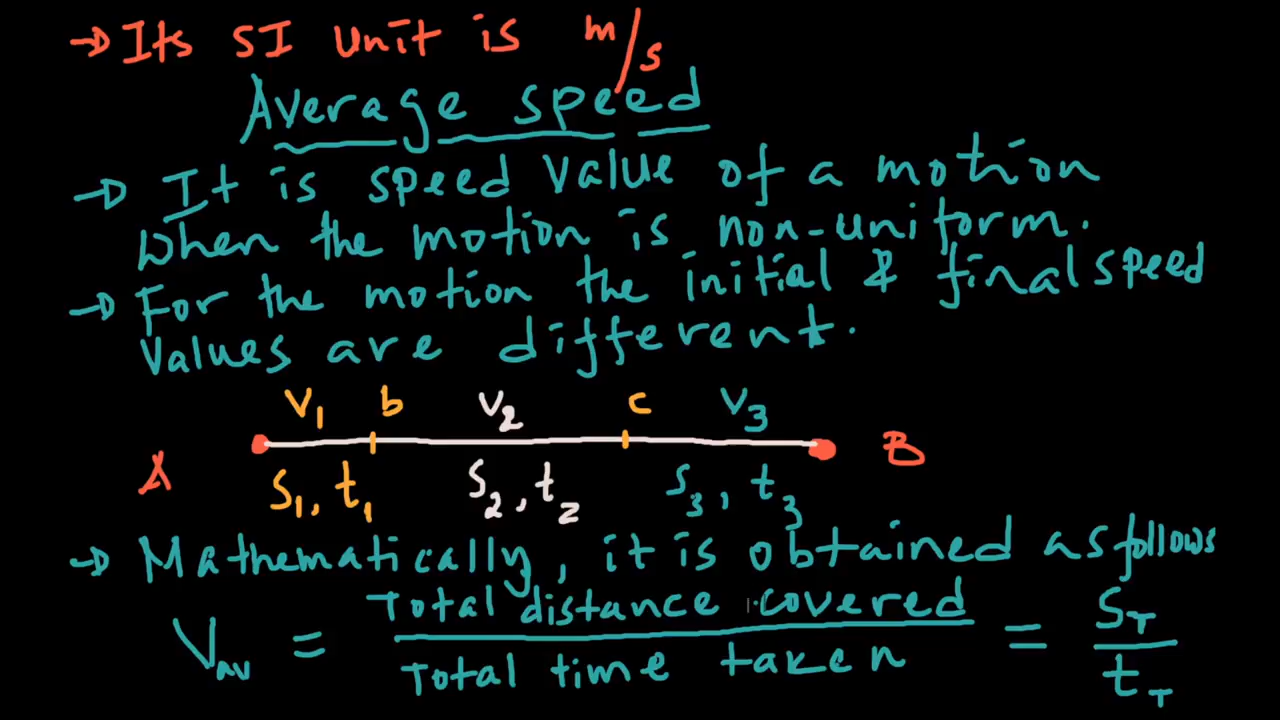 → Its SI unit is m/s
Average speed
→ It is speed value of a motion
when the motion is non-uniform.
→ For the motion the initial & final speed
values are different.
V1 b V2 c V3
A B
S1, t1 S2, t2 S3, t3
→ Mathematically, it is obtained as follows
Vav = Total distance covered / Total time taken = ST / tT